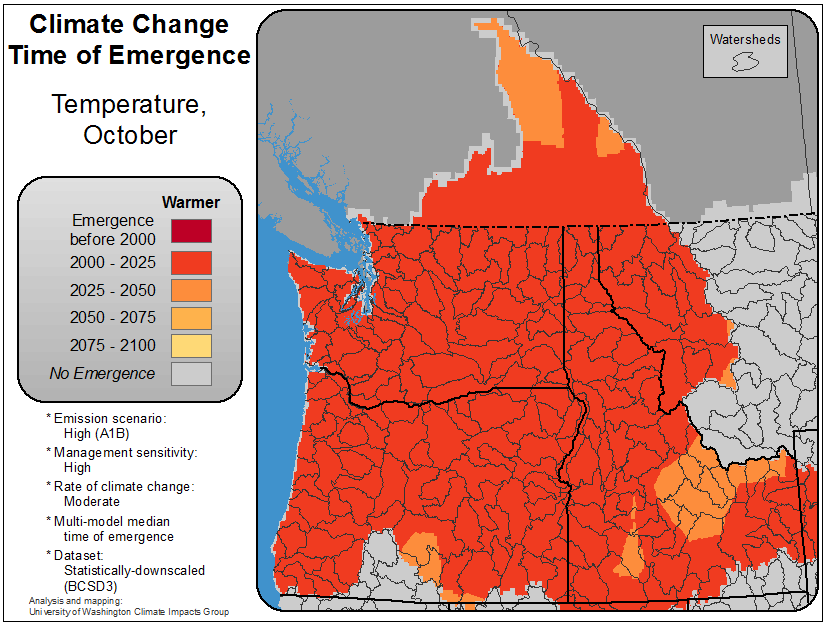 Climate Change
Time of Emergence
Temperature,
October
Warmer
Emergence
before 2000
2000 - 2025
2025 - 2050
2050 - 2075
2075 - 2100
No Emergence
* Emission scenario:
High (A1B)
* Management sensitivity:
High
* Rate of climate change:
Moderate
* Multi-model median
time of emergence
* Dataset:
Statistically-downscaled
(BCSD3)
Analysis and mapping:
University of Washington Climate Impacts Group
Watersheds